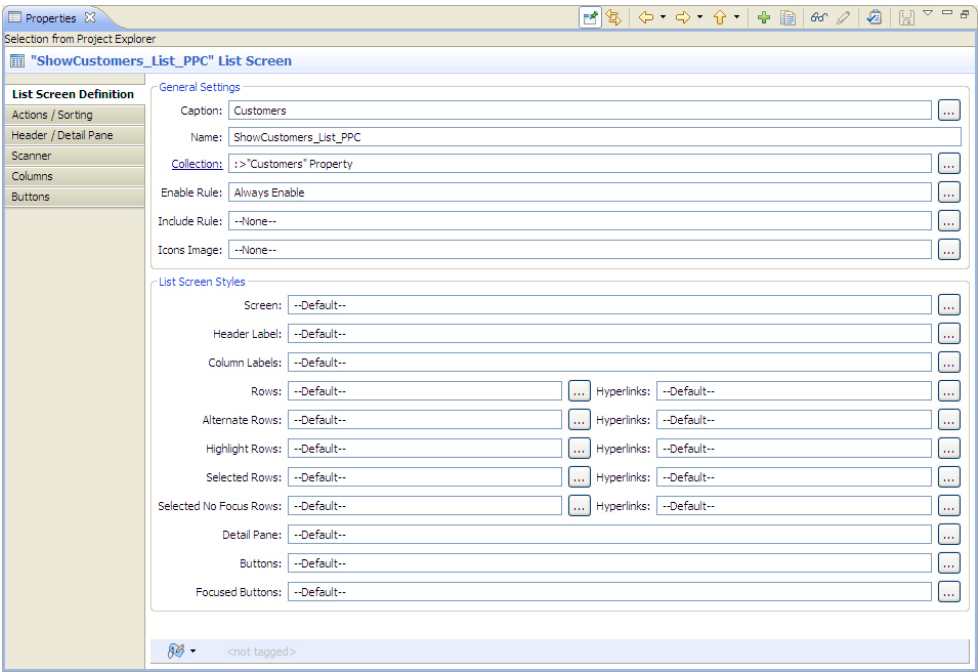 Properties
Selection from Project Explorer
"ShowCustomers_List_PPC" List Screen
List Screen Definition
Actions / Sorting
Header / Detail Pane
Scanner
Columns
Buttons
General Settings
Caption: Customers ...
Name: ShowCustomers_List_PPC
Collection: :>"Customers" Property ...
Enable Rule: Always Enable ...
Include Rule: --None-- ...
Icons Image: --None-- ...
List Screen Styles
Screen: --Default-- ...
Header Label: --Default-- ...
Column Labels: --Default-- ...
Rows: --Default-- ... Hyperlinks: --Default-- ...
Alternate Rows: --Default-- ... Hyperlinks: --Default-- ...
Highlight Rows: --Default-- ... Hyperlinks: --Default-- ...
Selected Rows: --Default-- ... Hyperlinks: --Default-- ...
Selected No Focus Rows: --Default-- ... Hyperlinks: --Default-- ...
Detail Pane: --Default-- ...
Buttons: --Default-- ...
Focused Buttons: --Default-- ...
<not tagged>